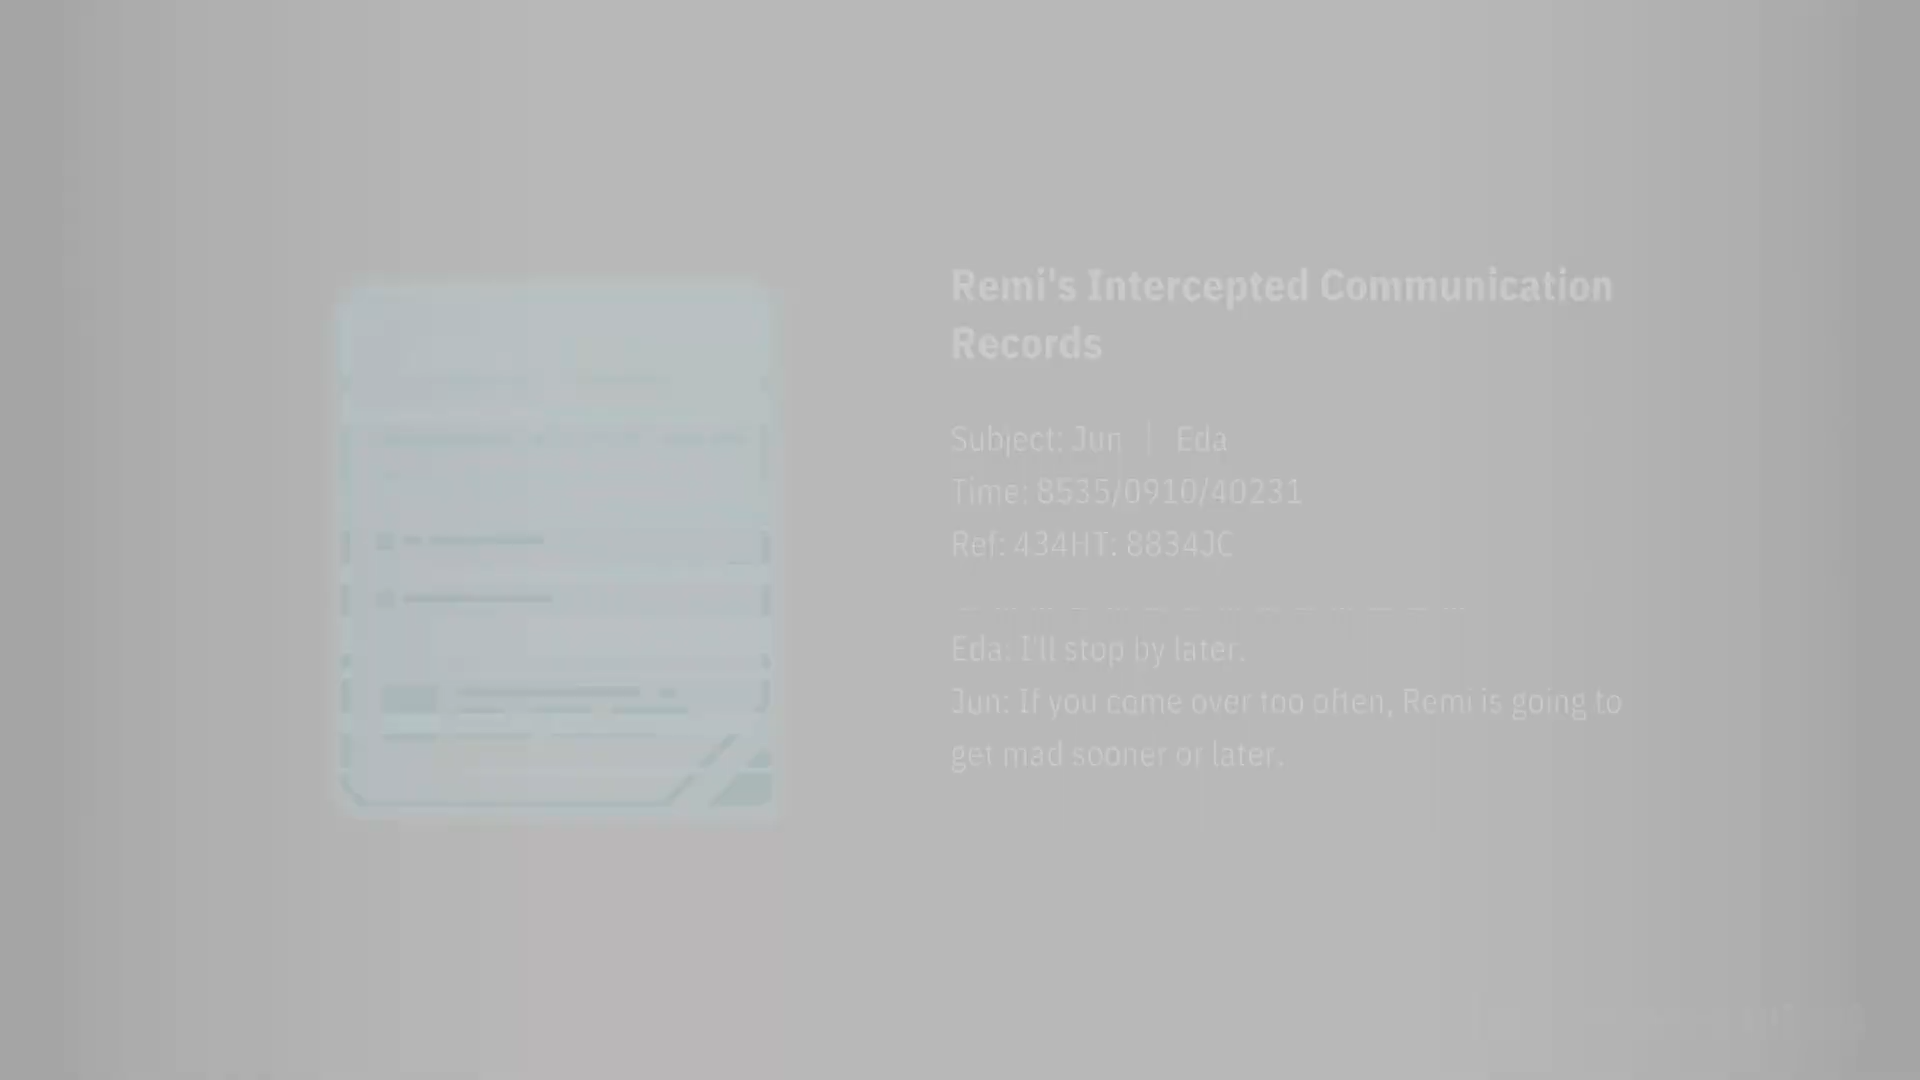 Remi's Intercepted Communication
Records
Subject: Jun | Eda
Time: 8535/0910/40231
Ref: 434HT: 8834JC
Eda: I'll stop by later.
Jun: If you come over too often, Remi is going to
get mad sooner or later.